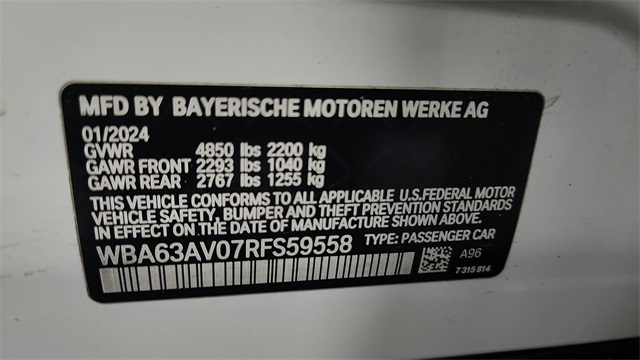 MFD BY BAYERISCHE MOTOREN WERKE AG
01/2024
GVWR 4850 lbs 2200 kg
GAWR FRONT 2293 lbs 1040 kg
GAWR REAR 2767 lbs 1255 kg
THIS VEHICLE CONFORMS TO ALL APPLICABLE U.S.FEDERAL MOTOR
VEHICLE SAFETY, BUMPER AND THEFT PREVENTION STANDARDS
IN EFFECT ON THE DATE OF MANUFACTURE SHOWN ABOVE.
WBA63AV07RFS59558 TYPE: PASSENGER CAR
A96
7 315 814